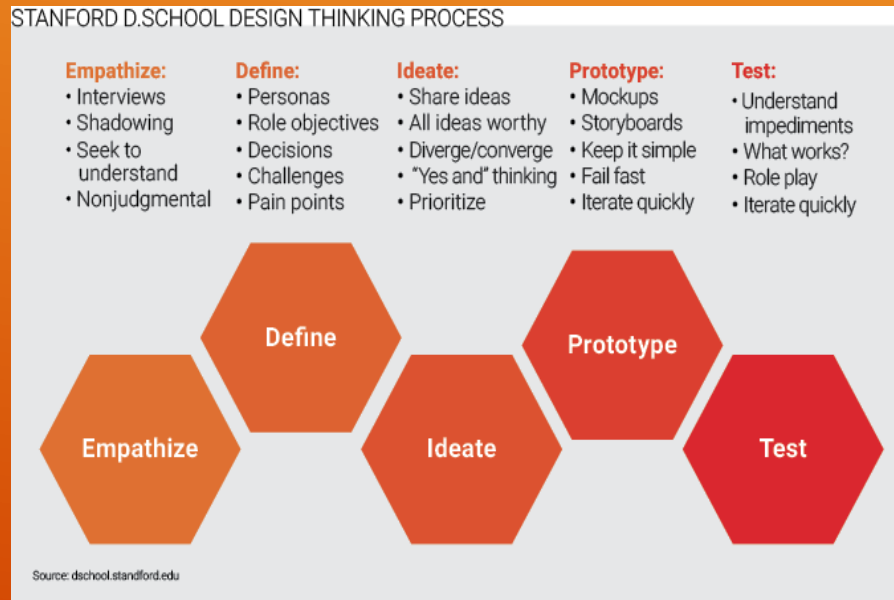 STANFORD D.SCHOOL DESIGN THINKING PROCESS
Empathize:
• Interviews
• Shadowing
• Seek to
understand
• Nonjudgmental
Define:
• Personas
• Role objectives
• Decisions
• Challenges
• Pain points
Ideate:
• Share ideas
• All ideas worthy
• Diverge/converge
• "Yes and" thinking
• Prioritize
Prototype:
• Mockups
• Storyboards
• Keep it simple
• Fail fast
• Iterate quickly
Test:
• Understand
impediments
• What works?
• Role play
• Iterate quickly
Empathize
Define
Ideate
Prototype
Test
Source: dschool.standford.edu